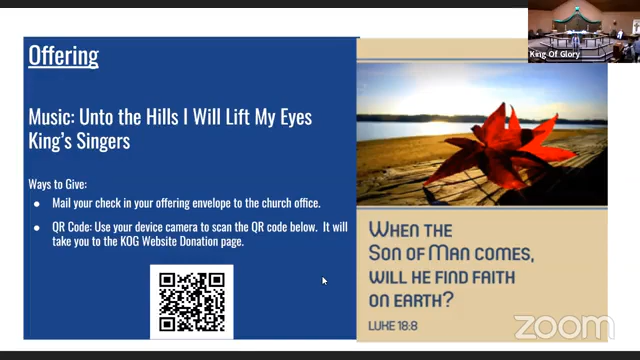 Offering
Music: Unto the Hills I Will Lift My Eyes
King's Singers
Ways to Give:
● Mail your check in your offering envelope to the church office.
● QR Code: Use your device camera to scan the QR code below. It will
take you to the KOG Website Donation page.
King Of Glory
WHEN THE
SON OF MAN COMES,
WILL HE FIND FAITH
ON EARTH?
LUKE 18:8
zoom